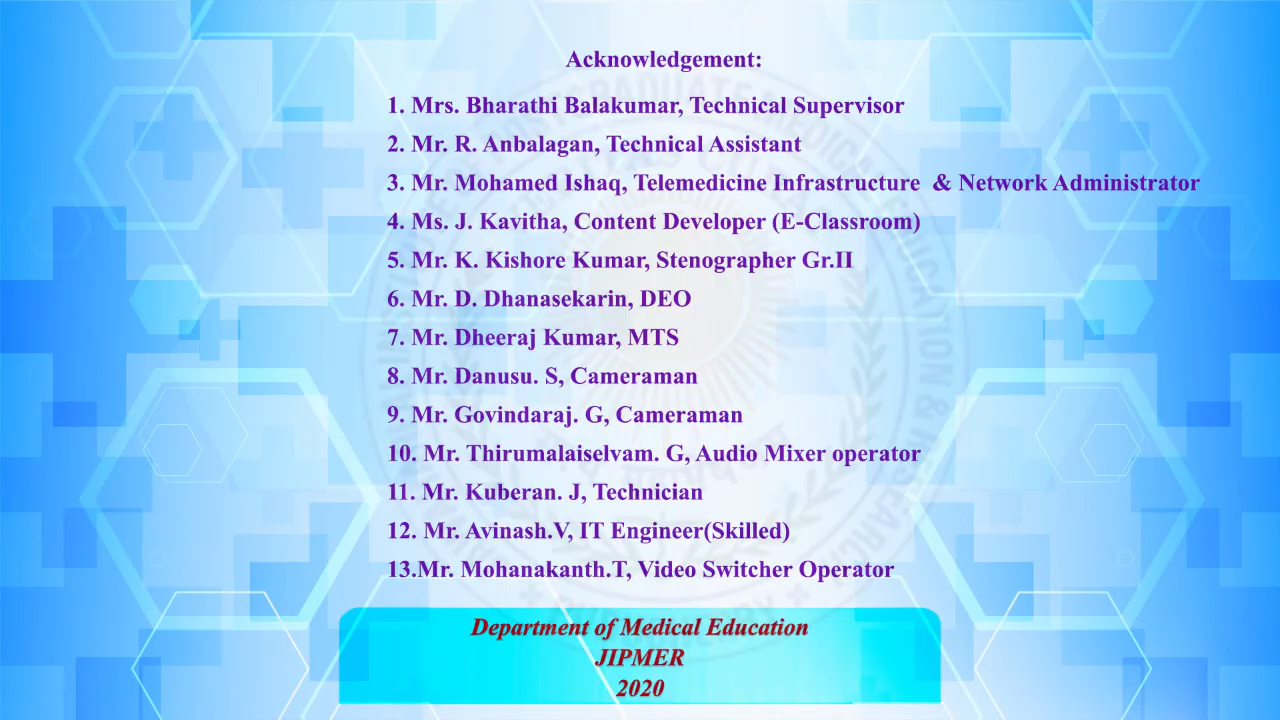 Acknowledgement:
1. Mrs. Bharathi Balakumar, Technical Supervisor
2. Mr. R. Anbalagan, Technical Assistant
3. Mr. Mohamed Ishaq, Telemedicine Infrastructure  & Network Administrator
4. Ms. J. Kavitha, Content Developer (E-Classroom)
5. Mr. K. Kishore Kumar, Stenographer Gr.II
6. Mr. D. Dhanasekarin, DEO
7. Mr. Dheeraj Kumar, MTS
8. Mr. Danusu. S, Cameraman
9. Mr. Govindaraj. G, Cameraman
10. Mr. Thirumalaiselvam. G, Audio Mixer operator
11. Mr. Kuberan. J, Technician
12. Mr. Avinash.V, IT Engineer(Skilled)
13.Mr. Mohanakanth.T, Video Switcher Operator
Department of Medical Education
JIPMER
2020